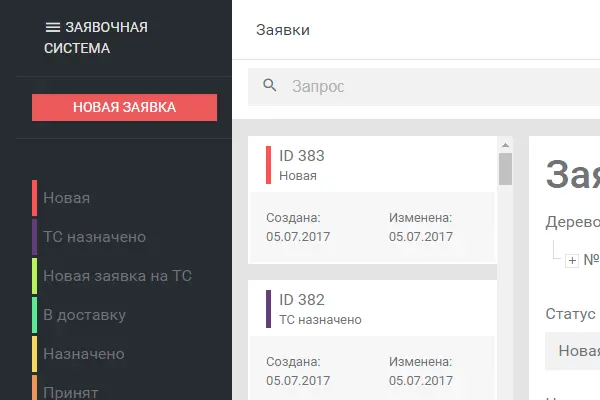 ЗАЯВОЧНАЯ
СИСТЕМА
НОВАЯ ЗАЯВКА
Новая
ТС назначено
Новая заявка на ТС
В доставку
Назначено
Принят
Заявки
Запрос
ID 383
Новая
Создана: Изменена:
05.07.2017 05.07.2017
ID 382
ТС назначено
Создана: Изменена:
05.07.2017 05.07.2017
Зая
Дерево
№
Статус
Новая